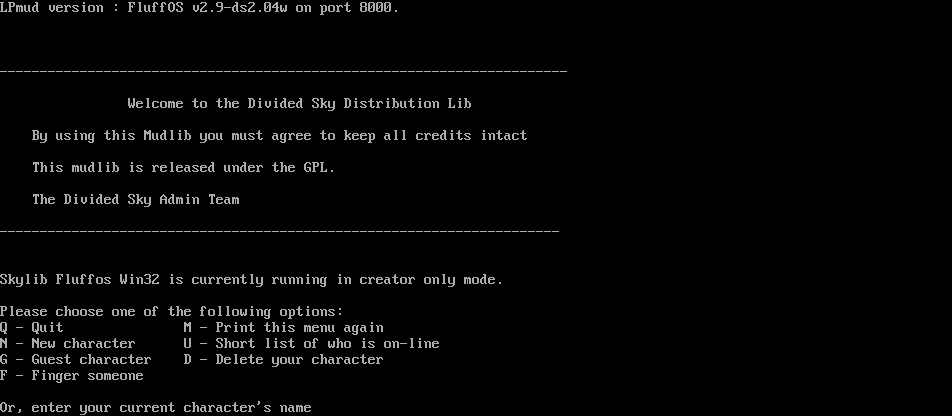 LPmud version : FluffOS v2.9-ds2.04w on port 8000.
-----------------------------------------------------------------------
Welcome to the Divided Sky Distribution Lib
By using this Mudlib you must agree to keep all credits intact
This mudlib is released under the GPL.
The Divided Sky Admin Team
----------------------------------------------------------------------
Skylib Fluffos Win32 is currently running in creator only mode.
Please choose one of the following options:
Q - Quit               M - Print this menu again
N - New character      U - Short list of who is on-line
G - Guest character    D - Delete your character
F - Finger someone
Or, enter your current character's name